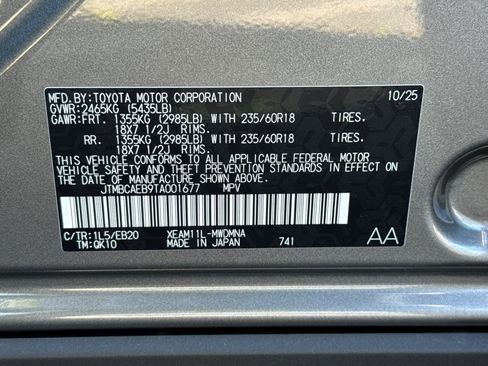 MFD.BY:TOYOTA MOTOR CORPORATION 10/25
GVWR:2465KG (5435LB)
GAWR:FRT. 1355KG (2985LB) WITH 235/60R18 TIRES.
18X7 1/2J RIMS.
RR. 1355KG (2985LB) WITH 235/60R18 TIRES.
18X7 1/2J RIMS.
THIS VEHICLE CONFORMS TO ALL APPLICABLE FEDERAL MOTOR
VEHICLE SAFETY AND THEFT PREVENTION STANDARDS IN EFFECT
ON THE DATE OF MANUFACTURE SHOWN ABOVE.
JTMBCAEB9TA001677 MPV
C/TR:1L5/EB20 XEAM11L-MWDMNA
TM:QK10 MADE IN JAPAN 741 AA